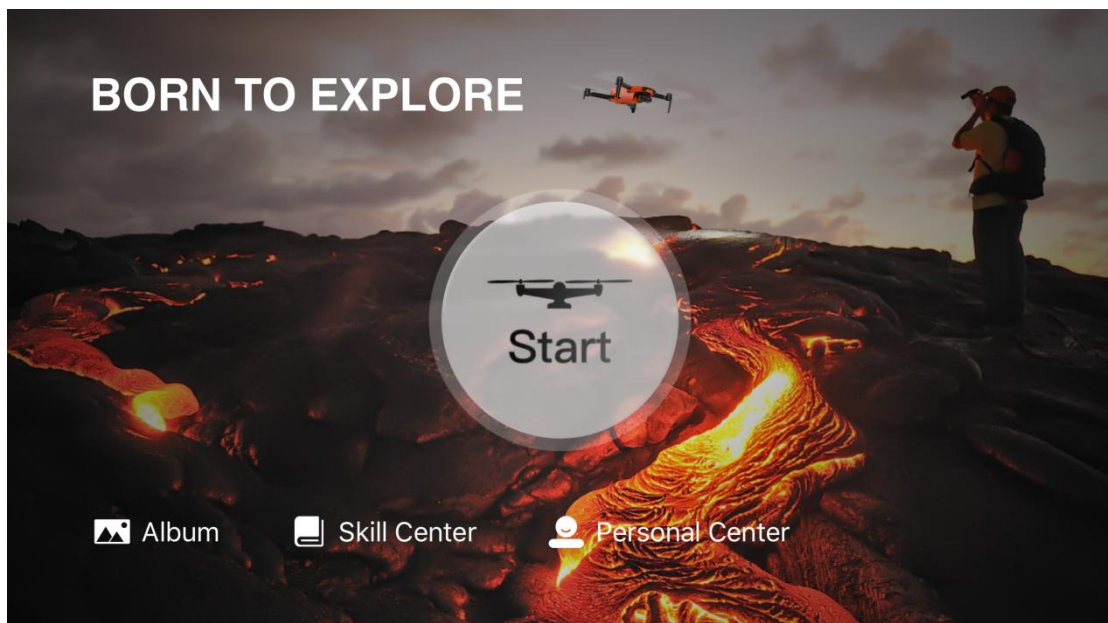 BORN TO EXPLORE
Start
Album
Skill Center
Personal Center